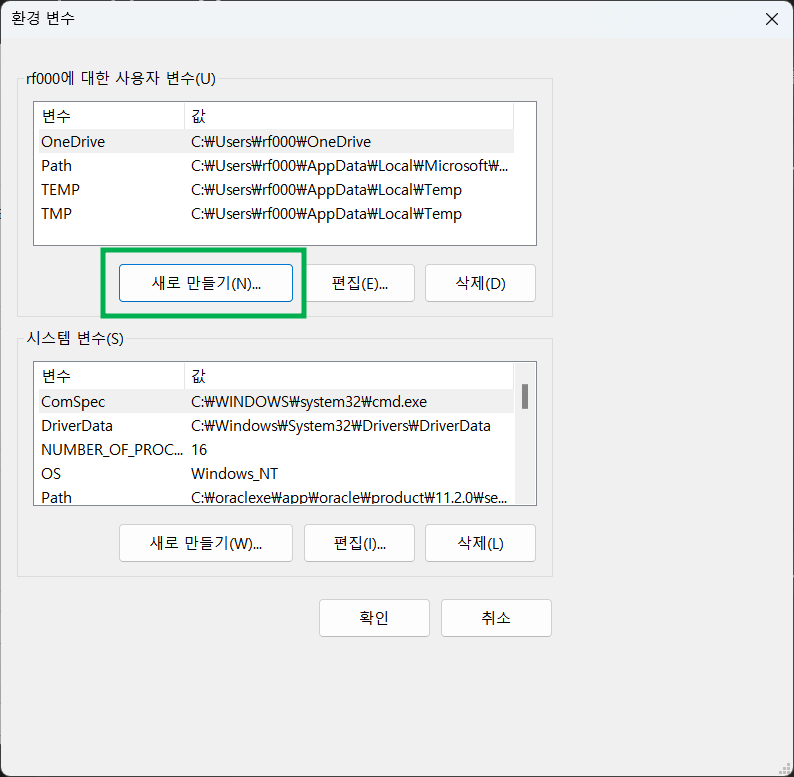 환경 변수
rf000에 대한 사용자 변수(U)
변수 값
OneDrive C:₩Users₩rf000₩OneDrive
Path C:₩Users₩rf000₩AppData₩Local₩Microsoft₩...
TEMP C:₩Users₩rf000₩AppData₩Local₩Temp
TMP C:₩Users₩rf000₩AppData₩Local₩Temp
새로 만들기(N)... 편집(E)... 삭제(D)
시스템 변수(S)
변수 값
ComSpec C:₩WINDOWS₩system32₩cmd.exe
DriverData C:₩Windows₩System32₩Drivers₩DriverData
NUMBER_OF_PROC... 16
OS Windows_NT
Path C:₩oraclexe₩app₩oracle₩product₩11.2.0₩se...
새로 만들기(W)... 편집(I)... 삭제(L)
확인 취소